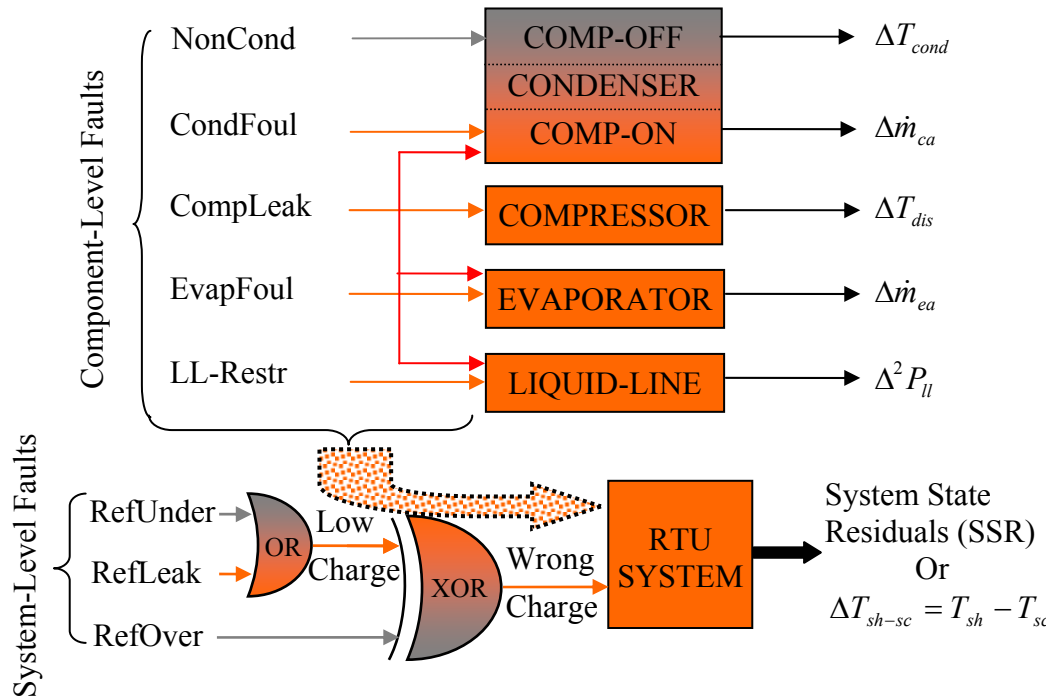 Component-Level Faults
NonCond
CondFoul
CompLeak
EvapFoul
LL-Restr
COMP-OFF
CONDENSER
COMP-ON
COMPRESSOR
EVAPORATOR
LIQUID-LINE
ΔT_cond
Δṁ_ca
ΔT_dis
Δṁ_ea
Δ²P_ll
System-Level Faults
RefUnder
RefLeak
RefOver
OR
Low
Charge
XOR
Wrong
Charge
RTU
SYSTEM
System State
Residuals (SSR)
Or
ΔT_sh-sc = T_sh − T_sc